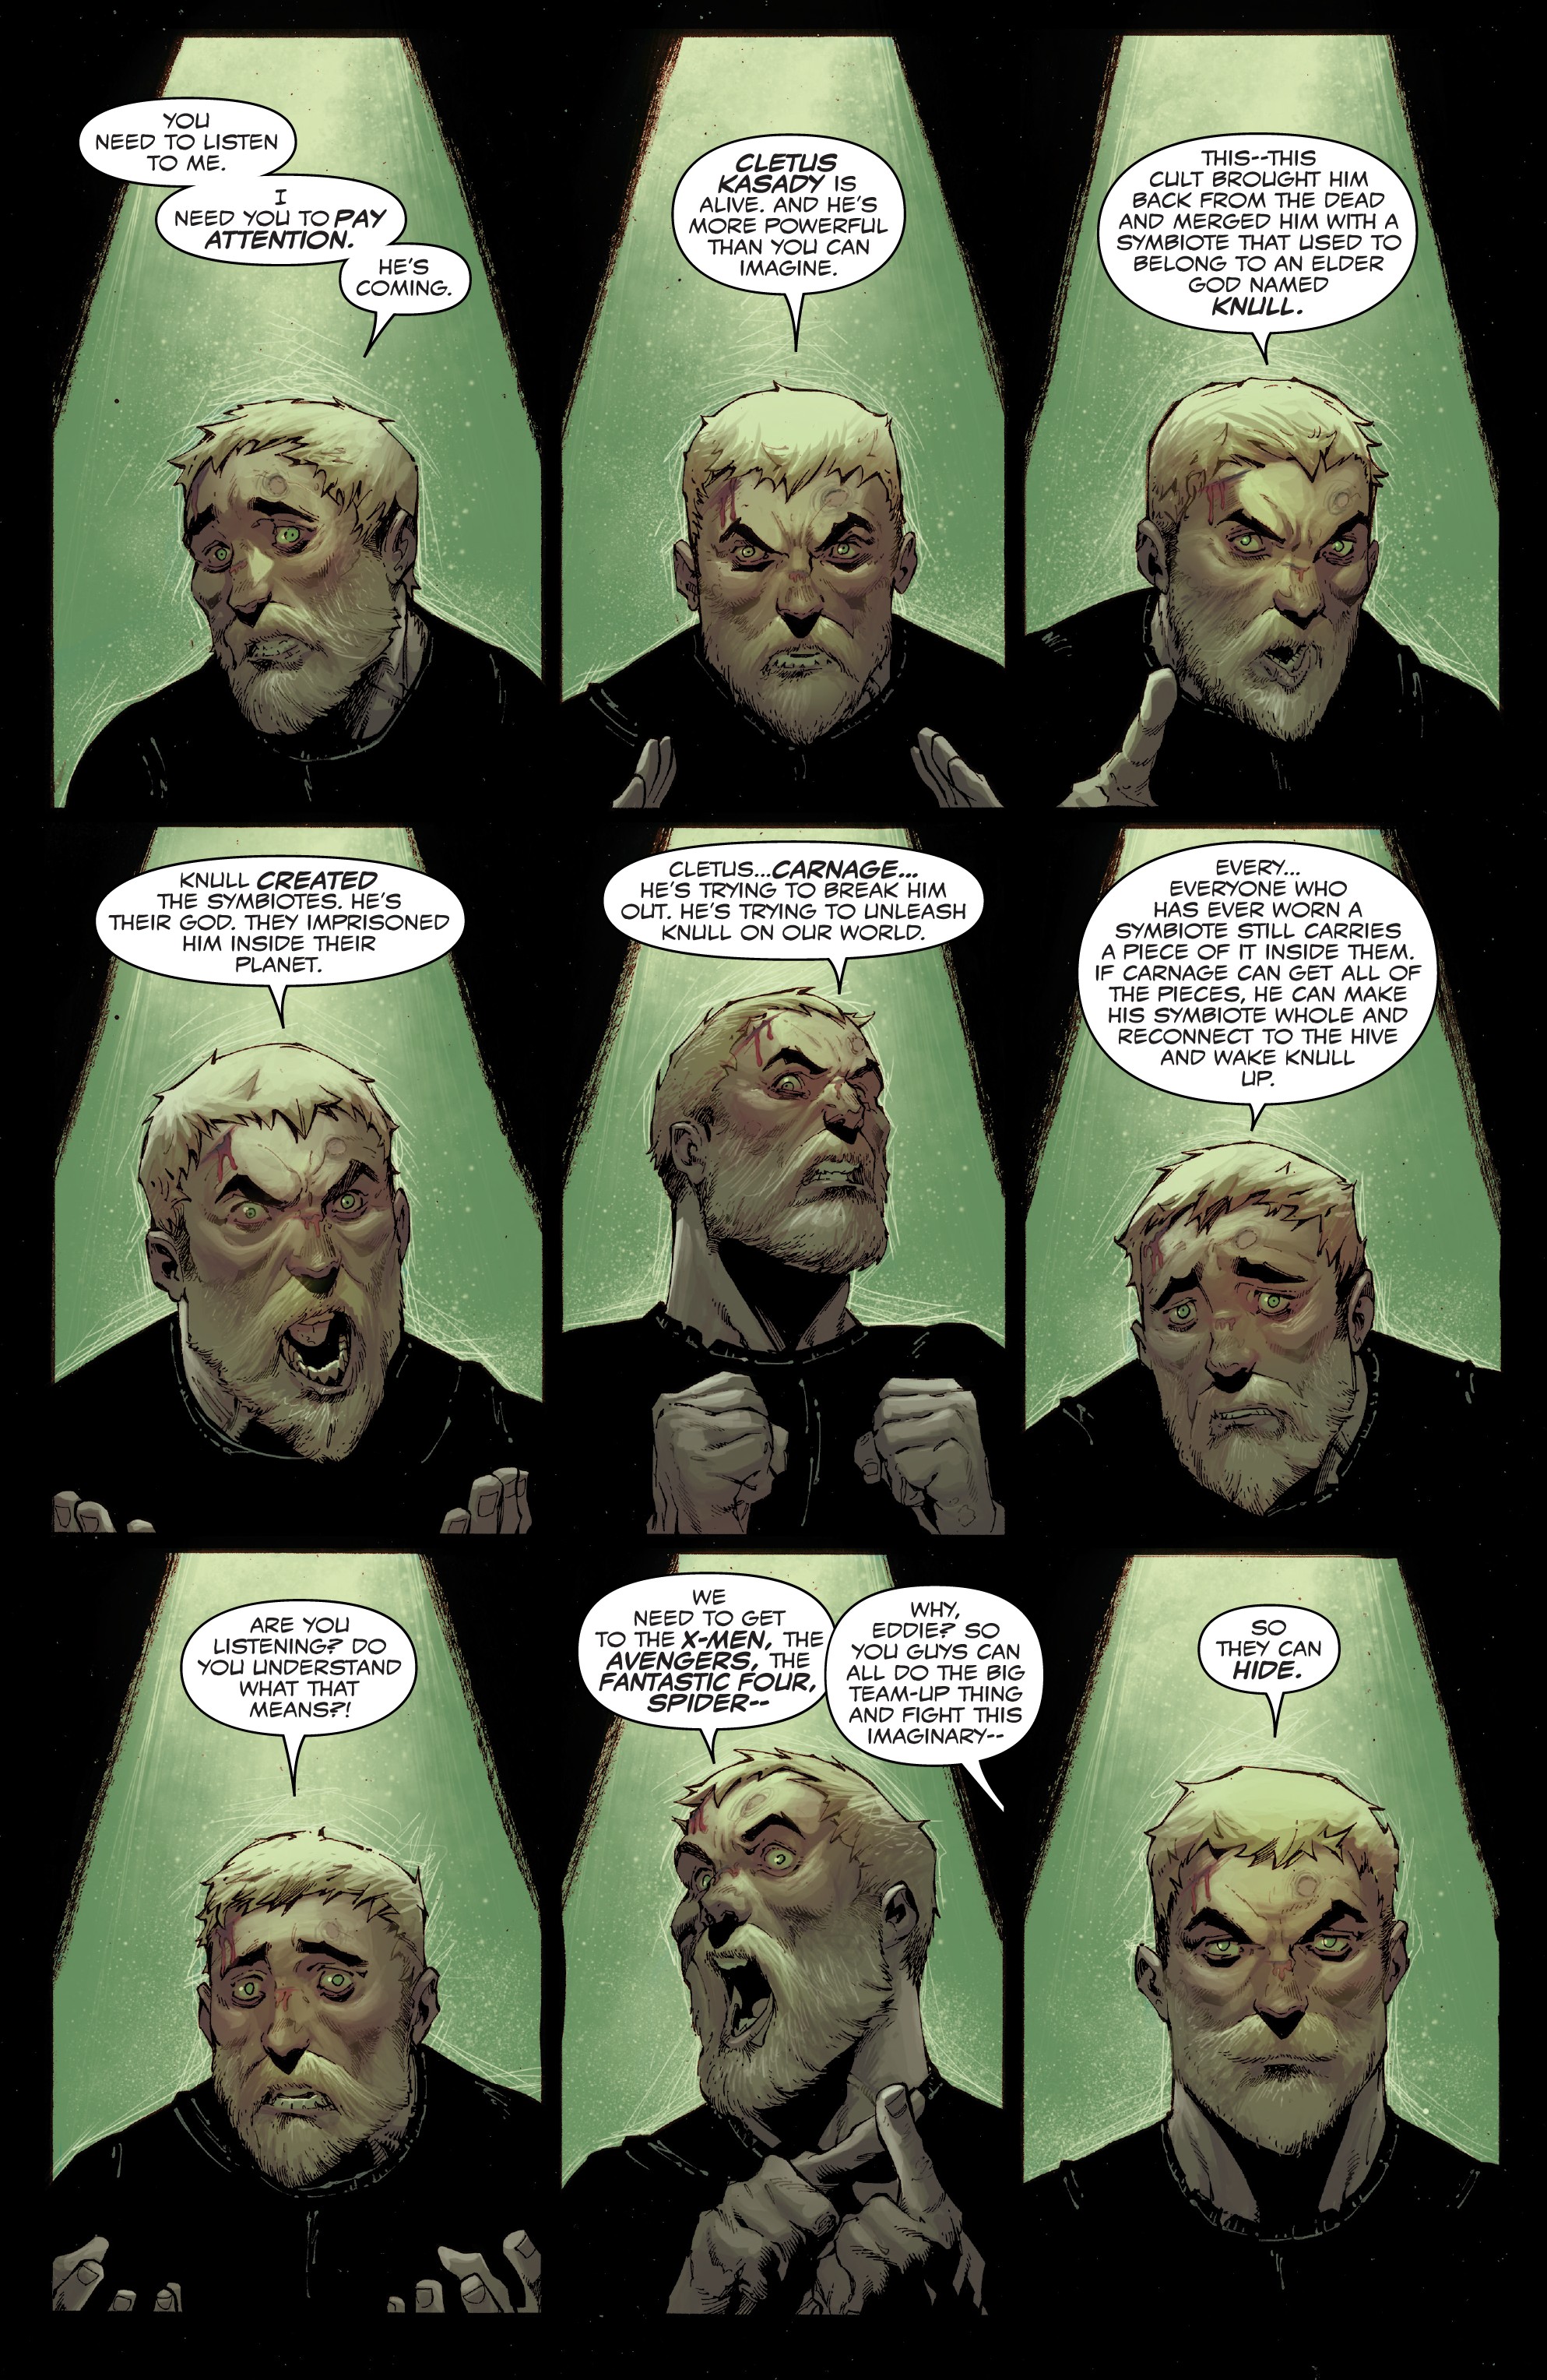 YOU
NEED TO LISTEN
TO ME.
I
NEED YOU TO PAY
ATTENTION.
HE'S
COMING.
CLETUS
KASADY IS
ALIVE. AND HE'S
MORE POWERFUL
THAN YOU CAN
IMAGINE.
THIS--THIS
CULT BROUGHT HIM
BACK FROM THE DEAD
AND MERGED HIM WITH A
SYMBIOTE THAT USED TO
BELONG TO AN ELDER
GOD NAMED
KNULL.
KNULL CREATED
THE SYMBIOTES. HE'S
THEIR GOD. THEY IMPRISONED
HIM INSIDE THEIR
PLANET.
CLETUS...CARNAGE...
HE'S TRYING TO BREAK HIM
OUT. HE'S TRYING TO UNLEASH
KNULL ON OUR WORLD.
EVERY...
EVERYONE WHO
HAS EVER WORN A
SYMBIOTE STILL CARRIES
A PIECE OF IT INSIDE THEM.
IF CARNAGE CAN GET ALL OF
THE PIECES, HE CAN MAKE
HIS SYMBIOTE WHOLE AND
RECONNECT TO THE HIVE
AND WAKE KNULL
UP.
ARE YOU
LISTENING? DO
YOU UNDERSTAND
WHAT THAT
MEANS?!
WE
NEED TO GET
TO THE X-MEN, THE
AVENGERS, THE
FANTASTIC FOUR,
SPIDER--
WHY,
EDDIE? SO
YOU GUYS CAN
ALL DO THE BIG
TEAM-UP THING
AND FIGHT THIS
IMAGINARY--
SO
THEY CAN
HIDE.